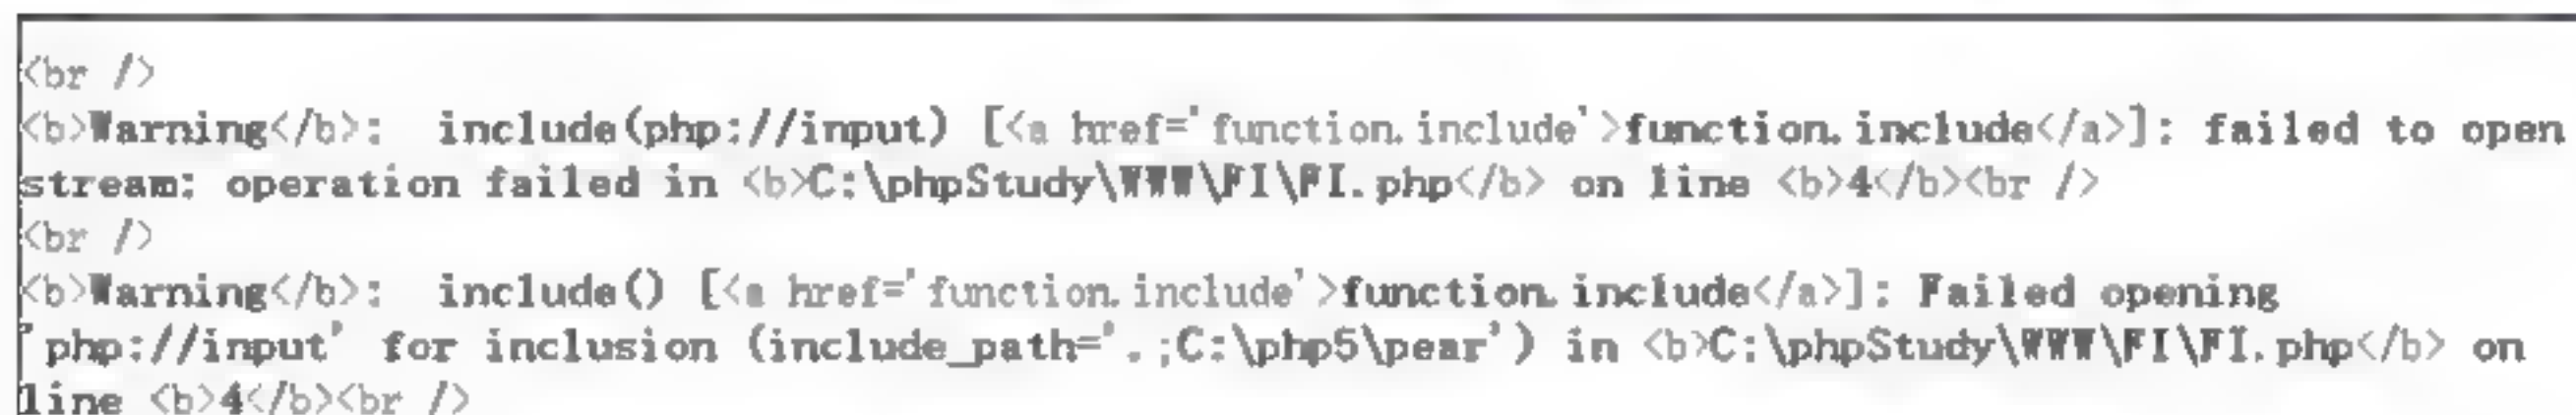 <br />
<b>Warning</b>:  include(php://input) [<a href='function.include'>function.include</a>]: failed to open
stream: operation failed in <b>C:\phpStudy\WWW\FI\FI.php</b> on line <b>4</b><br />
<br />
<b>Warning</b>:  include() [<a href='function.include'>function.include</a>]: Failed opening
'php://input' for inclusion (include_path='.;C:\php5\pear') in <b>C:\phpStudy\WWW\FI\FI.php</b> on
line <b>4</b><br />